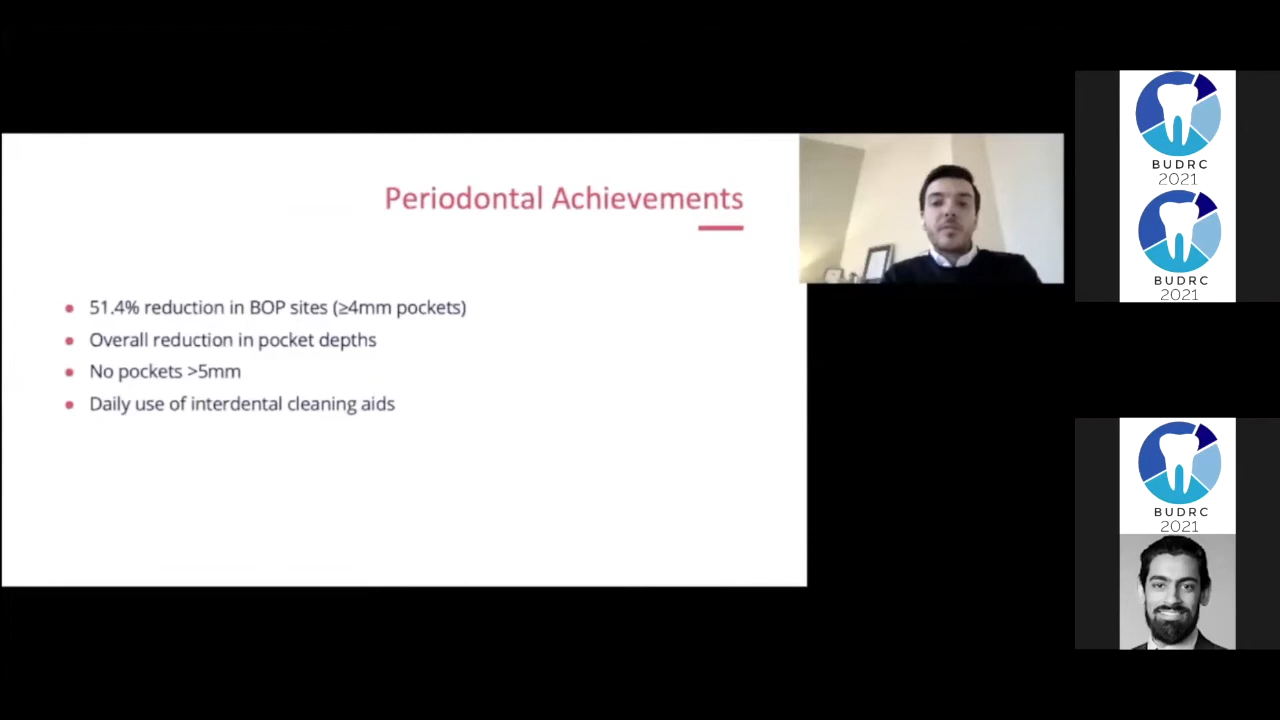 Periodontal Achievements
51.4% reduction in BOP sites (≥4mm pockets)
Overall reduction in pocket depths
No pockets >5mm
Daily use of interdental cleaning aids
BUDRC
2021
BUDRC
2021
BUDRC
2021